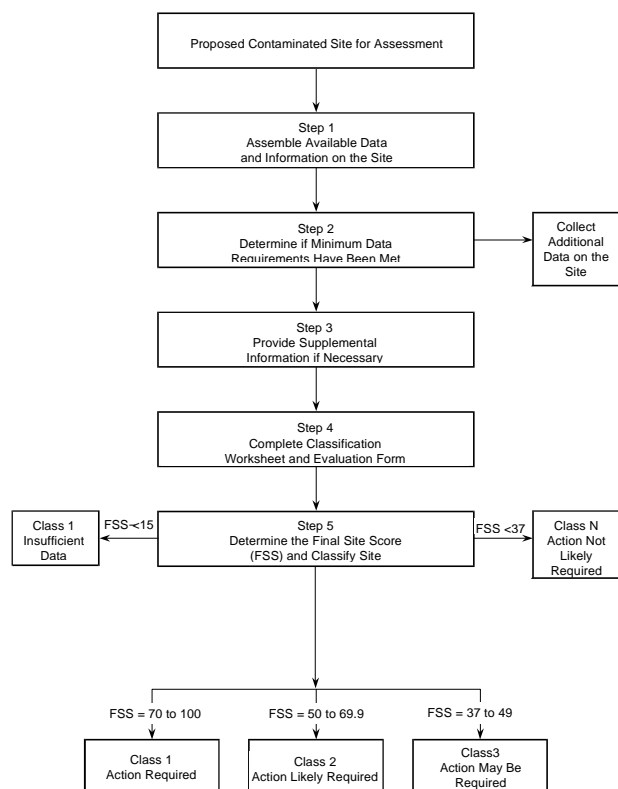 Proposed Contaminated Site for Assessment
Step 1
Assemble Available Data
and Information on the Site
Step 2
Determine if Minimum Data
Requirements Have Been Met
Collect
Additional
Data on the
Site
Step 3
Provide Supplemental
Information if Necessary
Step 4
Complete Classification
Worksheet and Evaluation Form
Class 1
Insufficient
Data
FSS-<15
Step 5
Determine the Final Site Score
(FSS) and Classify Site
FSS <37
Class N
Action Not
Likely
Required
FSS = 70 to 100
FSS = 50 to 69.9
FSS = 37 to 49
Class 1
Action Required
Class 2
Action Likely Required
Class3
Action May Be
Required